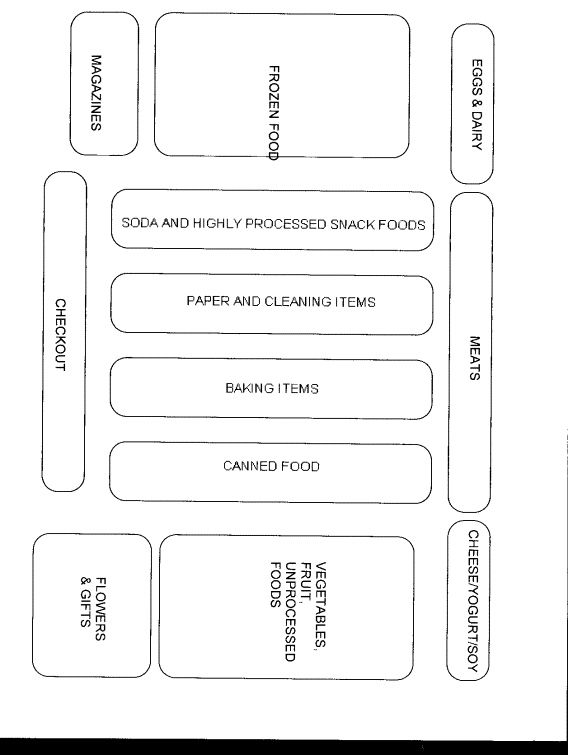 MAGAZINES
FROZEN FOOD
EGGS & DAIRY
SODA AND HIGHLY PROCESSED SNACK FOODS
PAPER AND CLEANING ITEMS
CHECKOUT
MEATS
BAKING ITEMS
CANNED FOOD
FLOWERS
& GIFTS
VEGETABLES,
FRUIT,
UNPROCESSED
FOODS
CHEESE/YOGURT/SOY